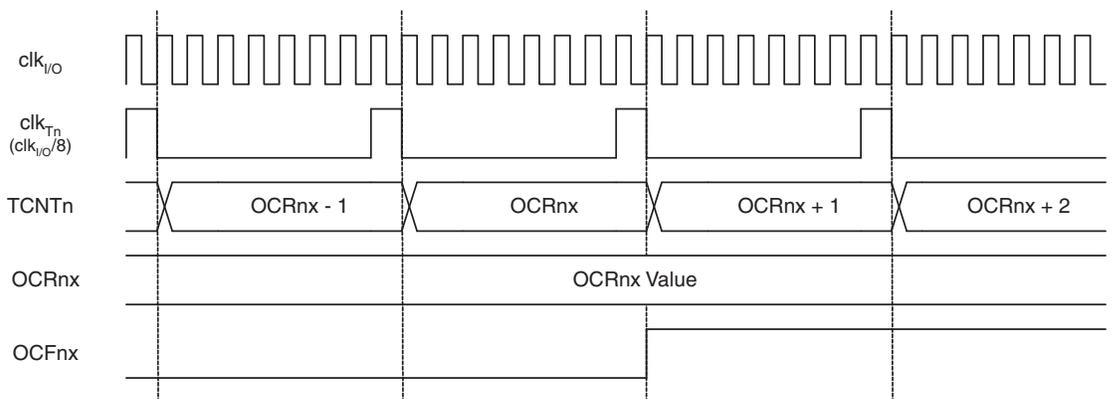 clkI/O
clkTn
(clkI/O/8)
TCNTn
OCRnx - 1
OCRnx
OCRnx + 1
OCRnx + 2
OCRnx
OCRnx Value
OCFnx